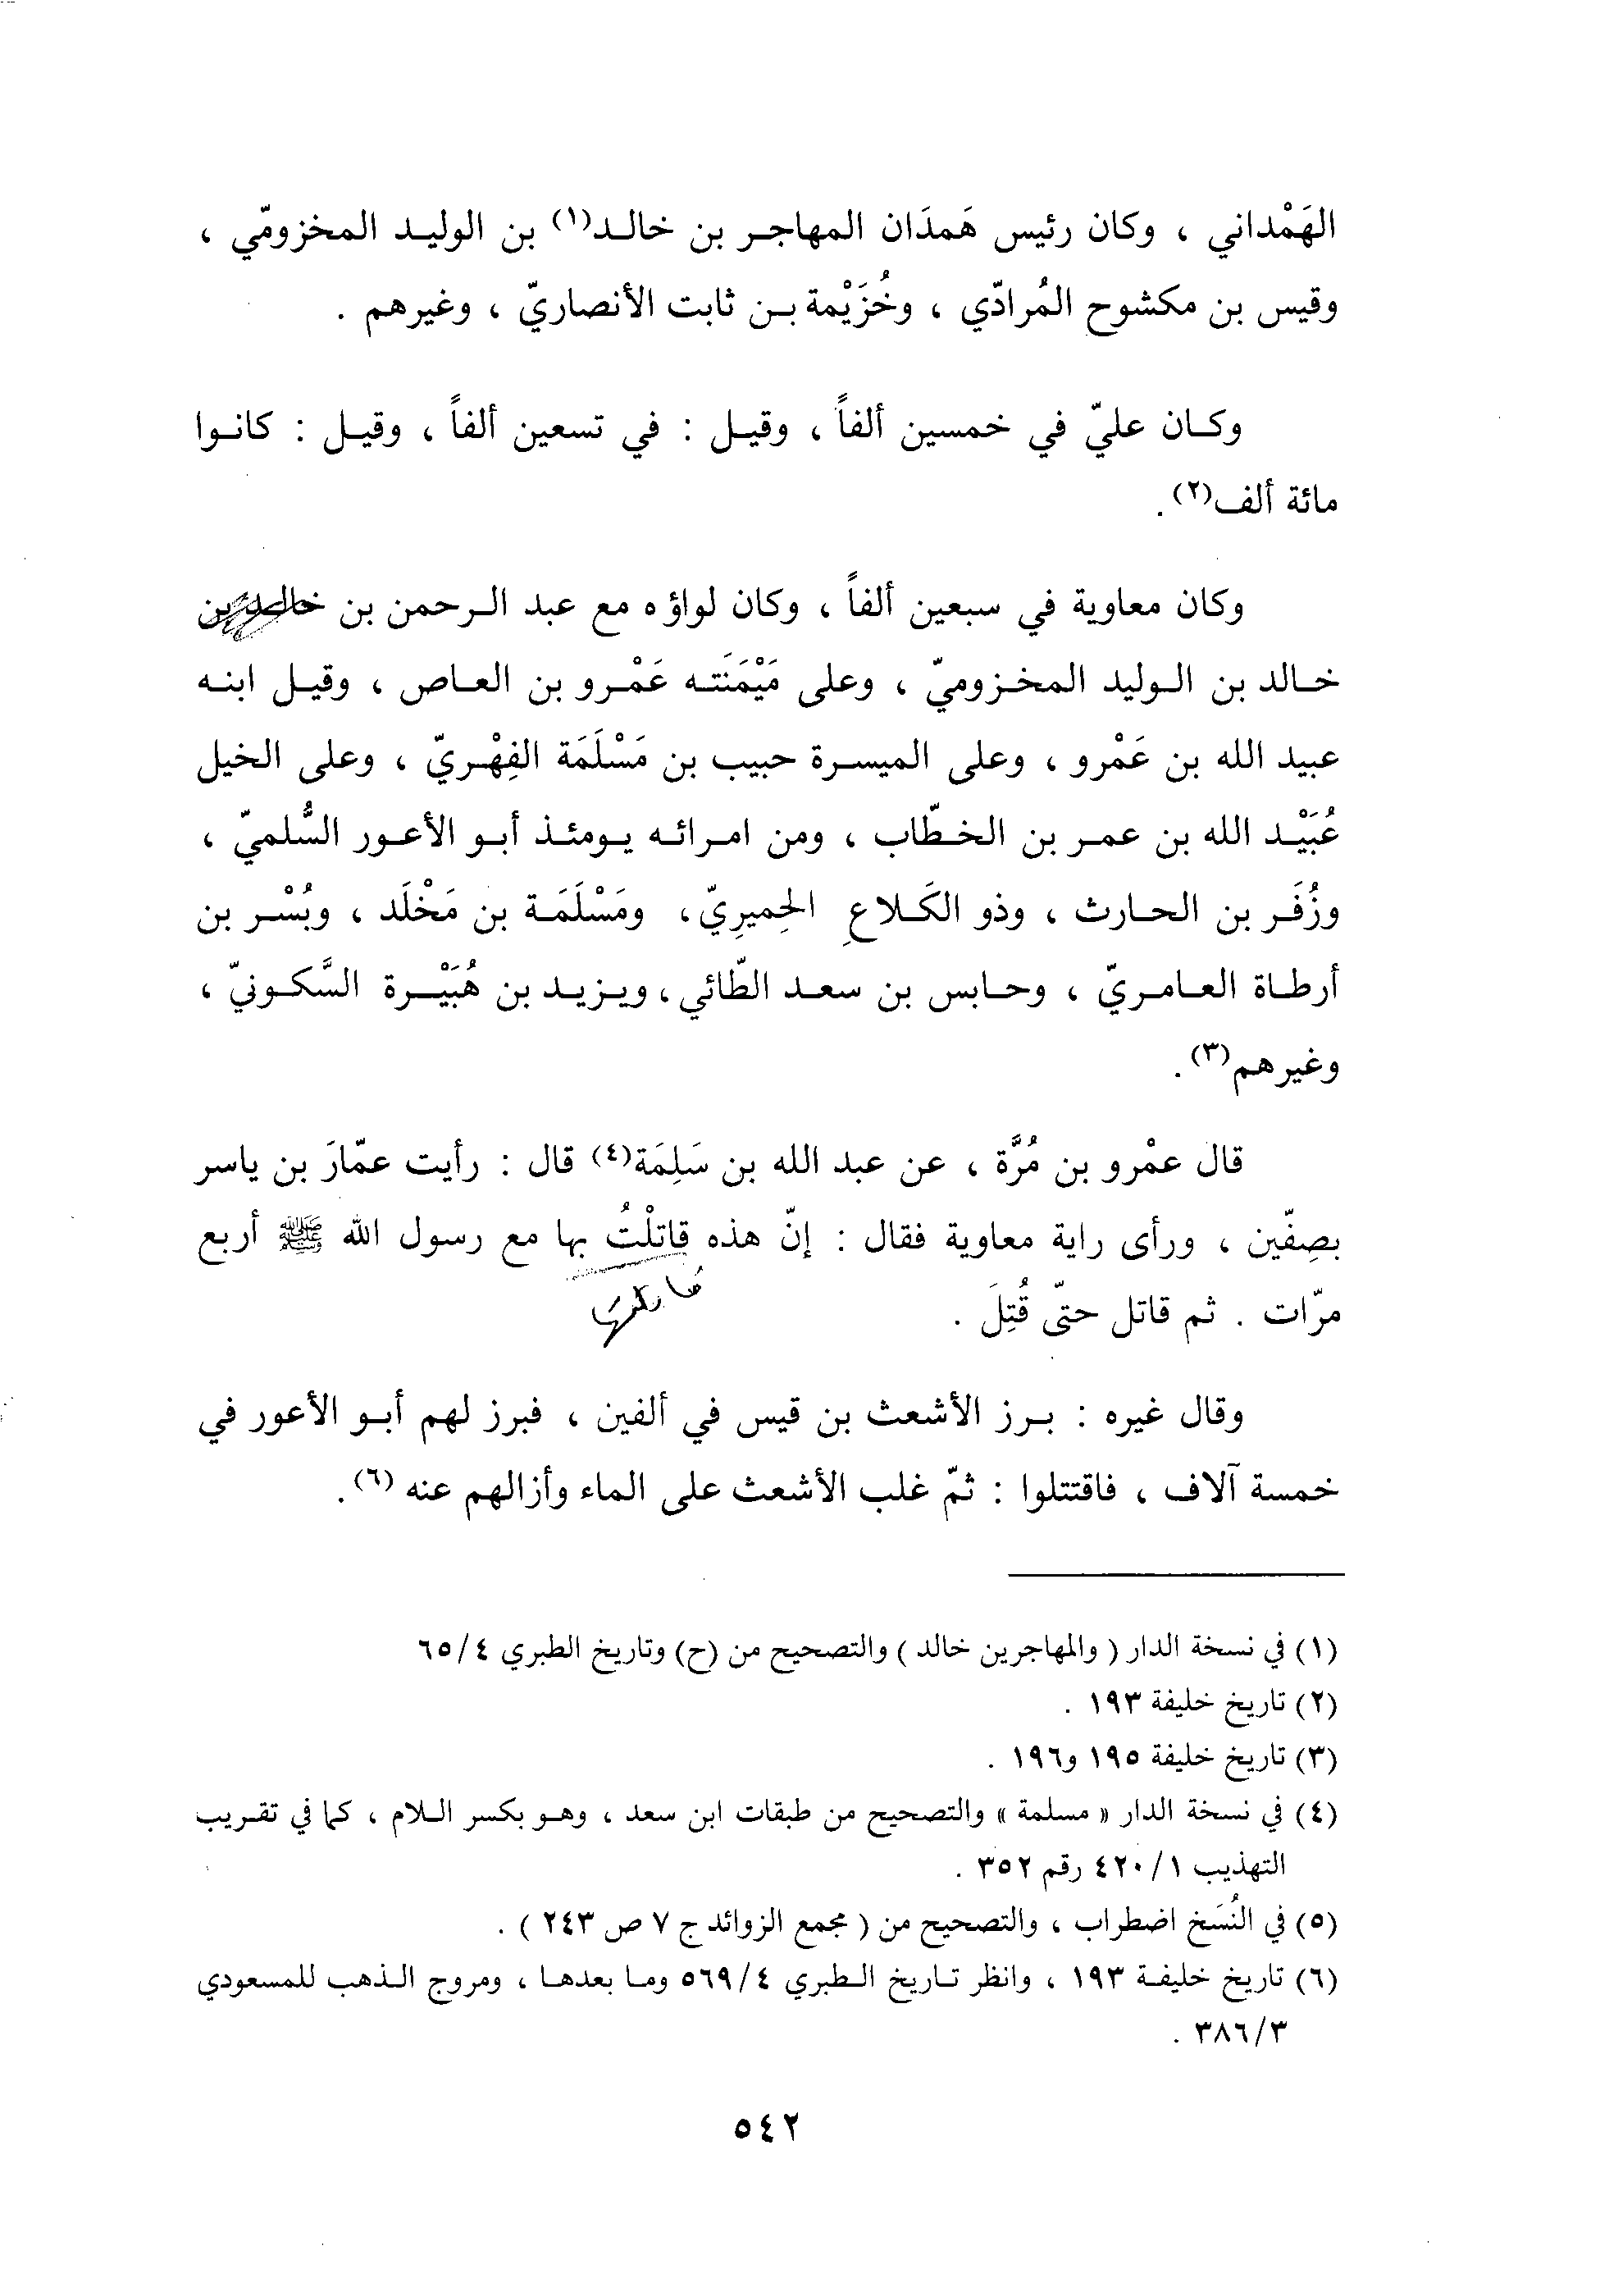 الهَمْداني ، وكان رئيس هَمدَان المهاجر بن خالد(١) بن الوليد المخزومّي ،
وقيس بن مكشوح المُرادّي ، وخُزَيْمة بن ثابت الأنصاريّ ، وغيرهم .
وكان عليّ في خمسين ألفاً ، وقيل : في تسعين ألفاً ، وقيل : كانوا
مائة ألف(٢) .
وكان معاوية في سبعين ألفاً ، وكان لواؤه مع عبد الرحمن بن خالد بن
خالد بن الوليد المخزوميّ ، وعلى مَيْمَنَته عَمْرو بن العاص ، وقيل ابنه
عبيد الله بن عَمْرو ، وعلى الميسرة حبيب بن مَسْلَمَة الفِهْريّ ، وعلى الخيل
عُبَيْد الله بن عمر بن الخطّاب ، ومن امرائه يومئذ أبو الأعور السُّلميّ ،
وزُفَر بن الحارث ، وذو الكَلاعِ الحِميرِيّ ، ومَسْلَمَة بن مَخْلَد ، وبُسْر بن
أرطاة العامريّ ، وحابس بن سعد الطّائي ، ويزيد بن هُبَيْرة السَّكونيّ ،
وغيرهم(٣) .
قال عمْرو بن مُرَّة ، عن عبد الله بن سَلِمَة(٤) قال : رأيت عمّارَ بن ياسر
بصِفّين ، ورأى راية معاوية فقال : إنّ هذه قاتلْتُ بها مع رسول الله ﷺ أربع
مرّات . ثم قاتل حتّى قُتِلَ .
وقال غيره : برز الأشعث بن قيس في ألفين ، فبرز لهم أبو الأعور في
خمسة آلاف ، فاقتتلوا : ثمّ غلب الأشعث على الماء وأزالهم عنه (٦) .
(١) في نسخة الدار ( والمهاجرين خالد ) والتصحيح من (ح) وتاريخ الطبري ٦٥/٤
(٢) تاريخ خليفة ١٩٣ .
(٣) تاريخ خليفة ١٩٥ و١٩٦ .
(٤) في نسخة الدار « مسلمة » والتصحيح من طبقات ابن سعد ، وهو بكسر اللام ، كما في تقريب
التهذيب ٤٢٠/١ رقم ٣٥٢ .
(٥) في النُسَخ اضطراب ، والتصحيح من ( مجمع الزوائد ج ٧ ص ٢٤٣ ) .
(٦) تاريخ خليفة ١٩٣ ، وانظر تاريخ الطبري ٥٦٩/٤ وما بعدها ، ومروج الذهب للمسعودي
٣٨٦/٣ .
٥٤٢